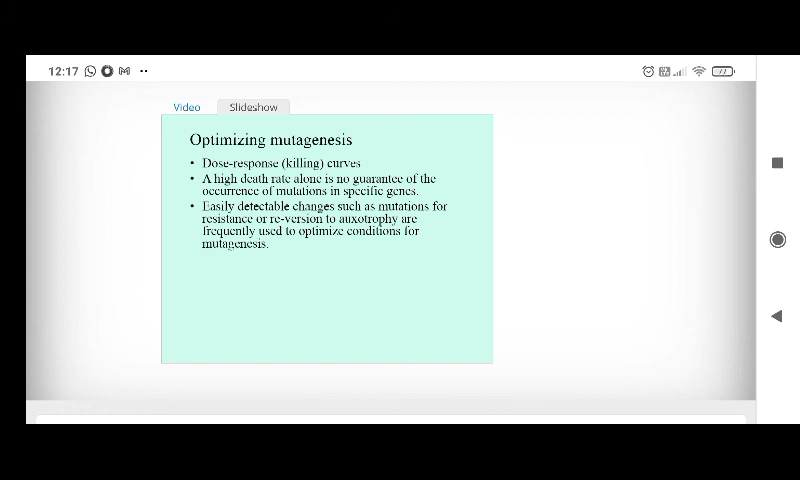 12:17
77
Video Slideshow
Optimizing mutagenesis
• Dose-response (killing) curves
• A high death rate alone is no guarantee of the
occurrence of mutations in specific genes.
• Easily detectable changes such as mutations for
resistance or re-version to auxotrophy are
frequently used to optimize conditions for
mutagenesis.